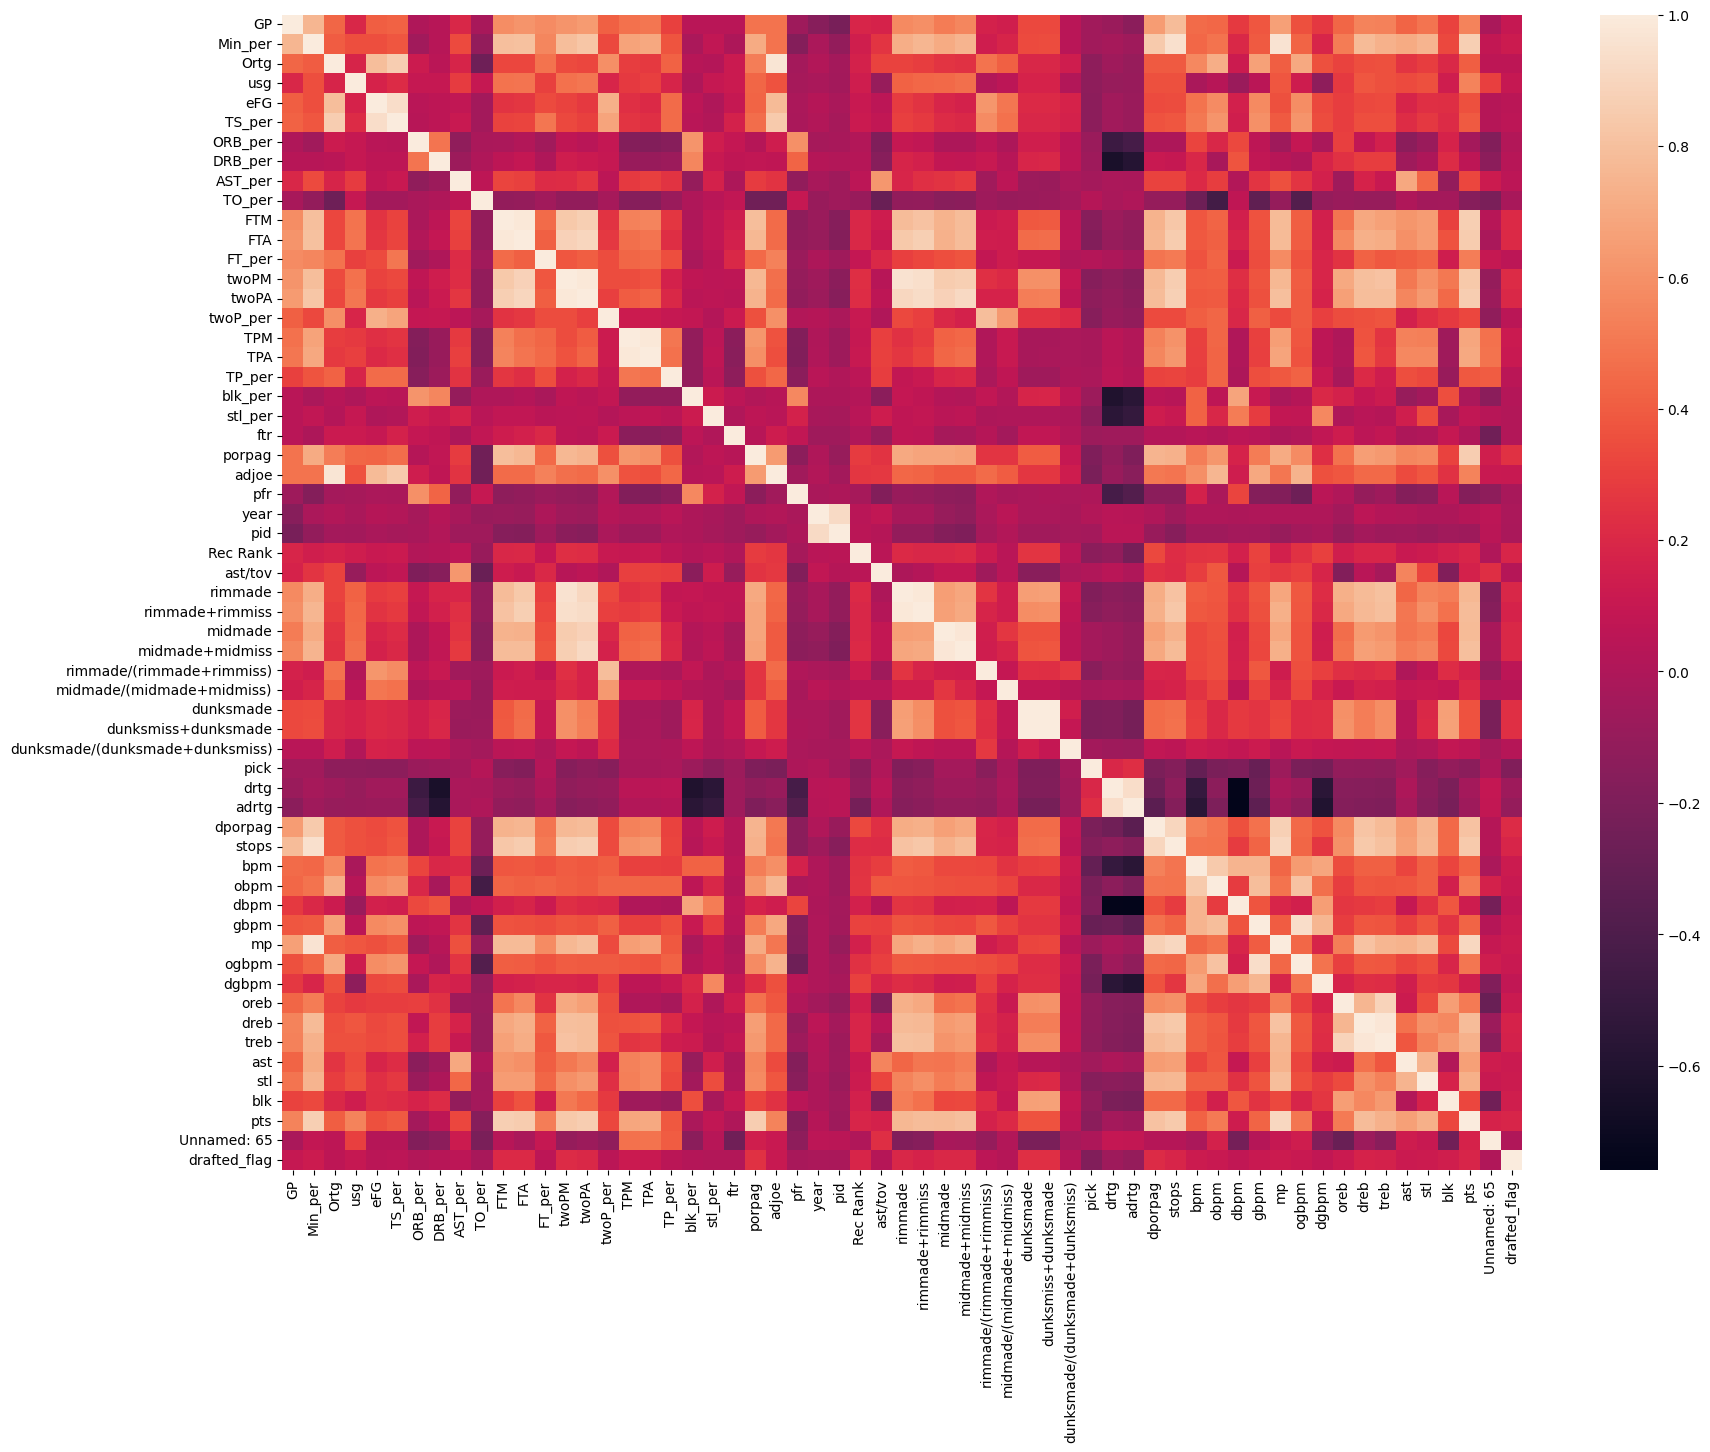 GP
Min_per
Ortg
usg
eFG
TS_per
ORB_per
DRB_per
AST_per
TO_per
FTM
FTA
FT_per
twoPM
twoPA
twoP_per
TPM
TPA
TP_per
blk_per
stl_per
ftr
porpag
adjoe
pfr
year
pid
Rec Rank
ast/tov
rimmade
rimmade+rimmiss
midmade
midmade+midmiss
rimmade/(rimmade+rimmiss)
midmade/(midmade+midmiss)
dunksmade
dunksmiss+dunksmade
dunksmade/(dunksmade+dunksmiss)
pick
drtg
adrtg
dporpag
stops
bpm
obpm
dbpm
gbpm
mp
ogbpm
dgbpm
oreb
dreb
treb
ast
stl
blk
pts
Unnamed: 65
drafted_flag
GP
Min_per
Ortg
usg
eFG
TS_per
ORB_per
DRB_per
AST_per
TO_per
FTM
FTA
FT_per
twoPM
twoPA
twoP_per
TPM
TPA
TP_per
blk_per
stl_per
ftr
porpag
adjoe
pfr
year
pid
Rec Rank
ast/tov
rimmade
rimmade+rimmiss
midmade
midmade+midmiss
rimmade/(rimmade+rimmiss)
midmade/(midmade+midmiss)
dunksmade
dunksmiss+dunksmade
dunksmade/(dunksmade+dunksmiss)
pick
drtg
adrtg
dporpag
stops
bpm
obpm
dbpm
gbpm
mp
ogbpm
dgbpm
oreb
dreb
treb
ast
stl
blk
pts
Unnamed: 65
drafted_flag
1.0
0.8
0.6
0.4
0.2
0.0
−0.2
−0.4
−0.6